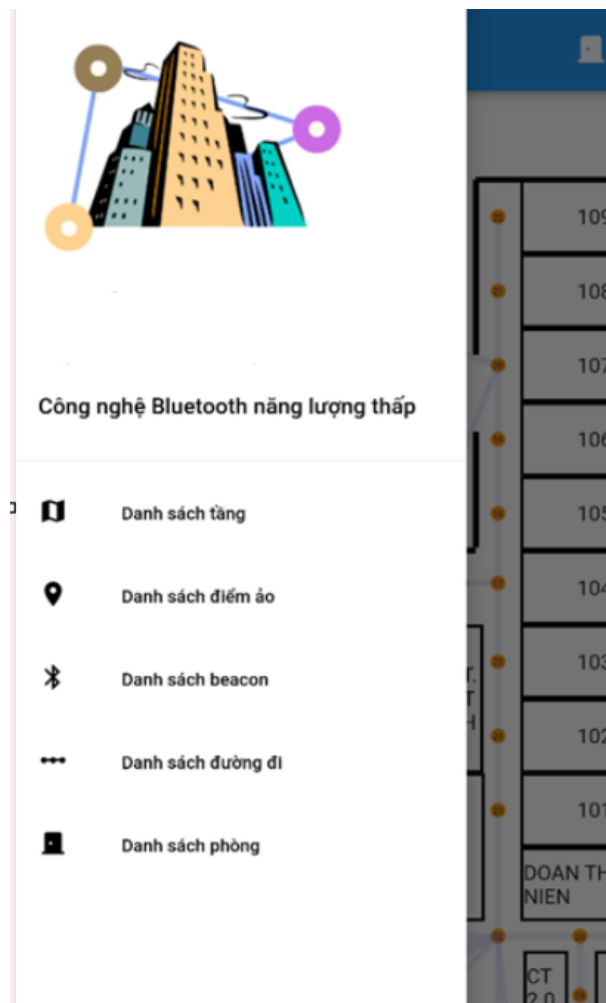 Công nghệ Bluetooth năng lượng thấp
Danh sách tầng
Danh sách điểm ảo
Danh sách beacon
Danh sách đường đi
Danh sách phòng
109
108
107
106
105
104
103
102
101
DOAN TH
NIEN
CT
2.0